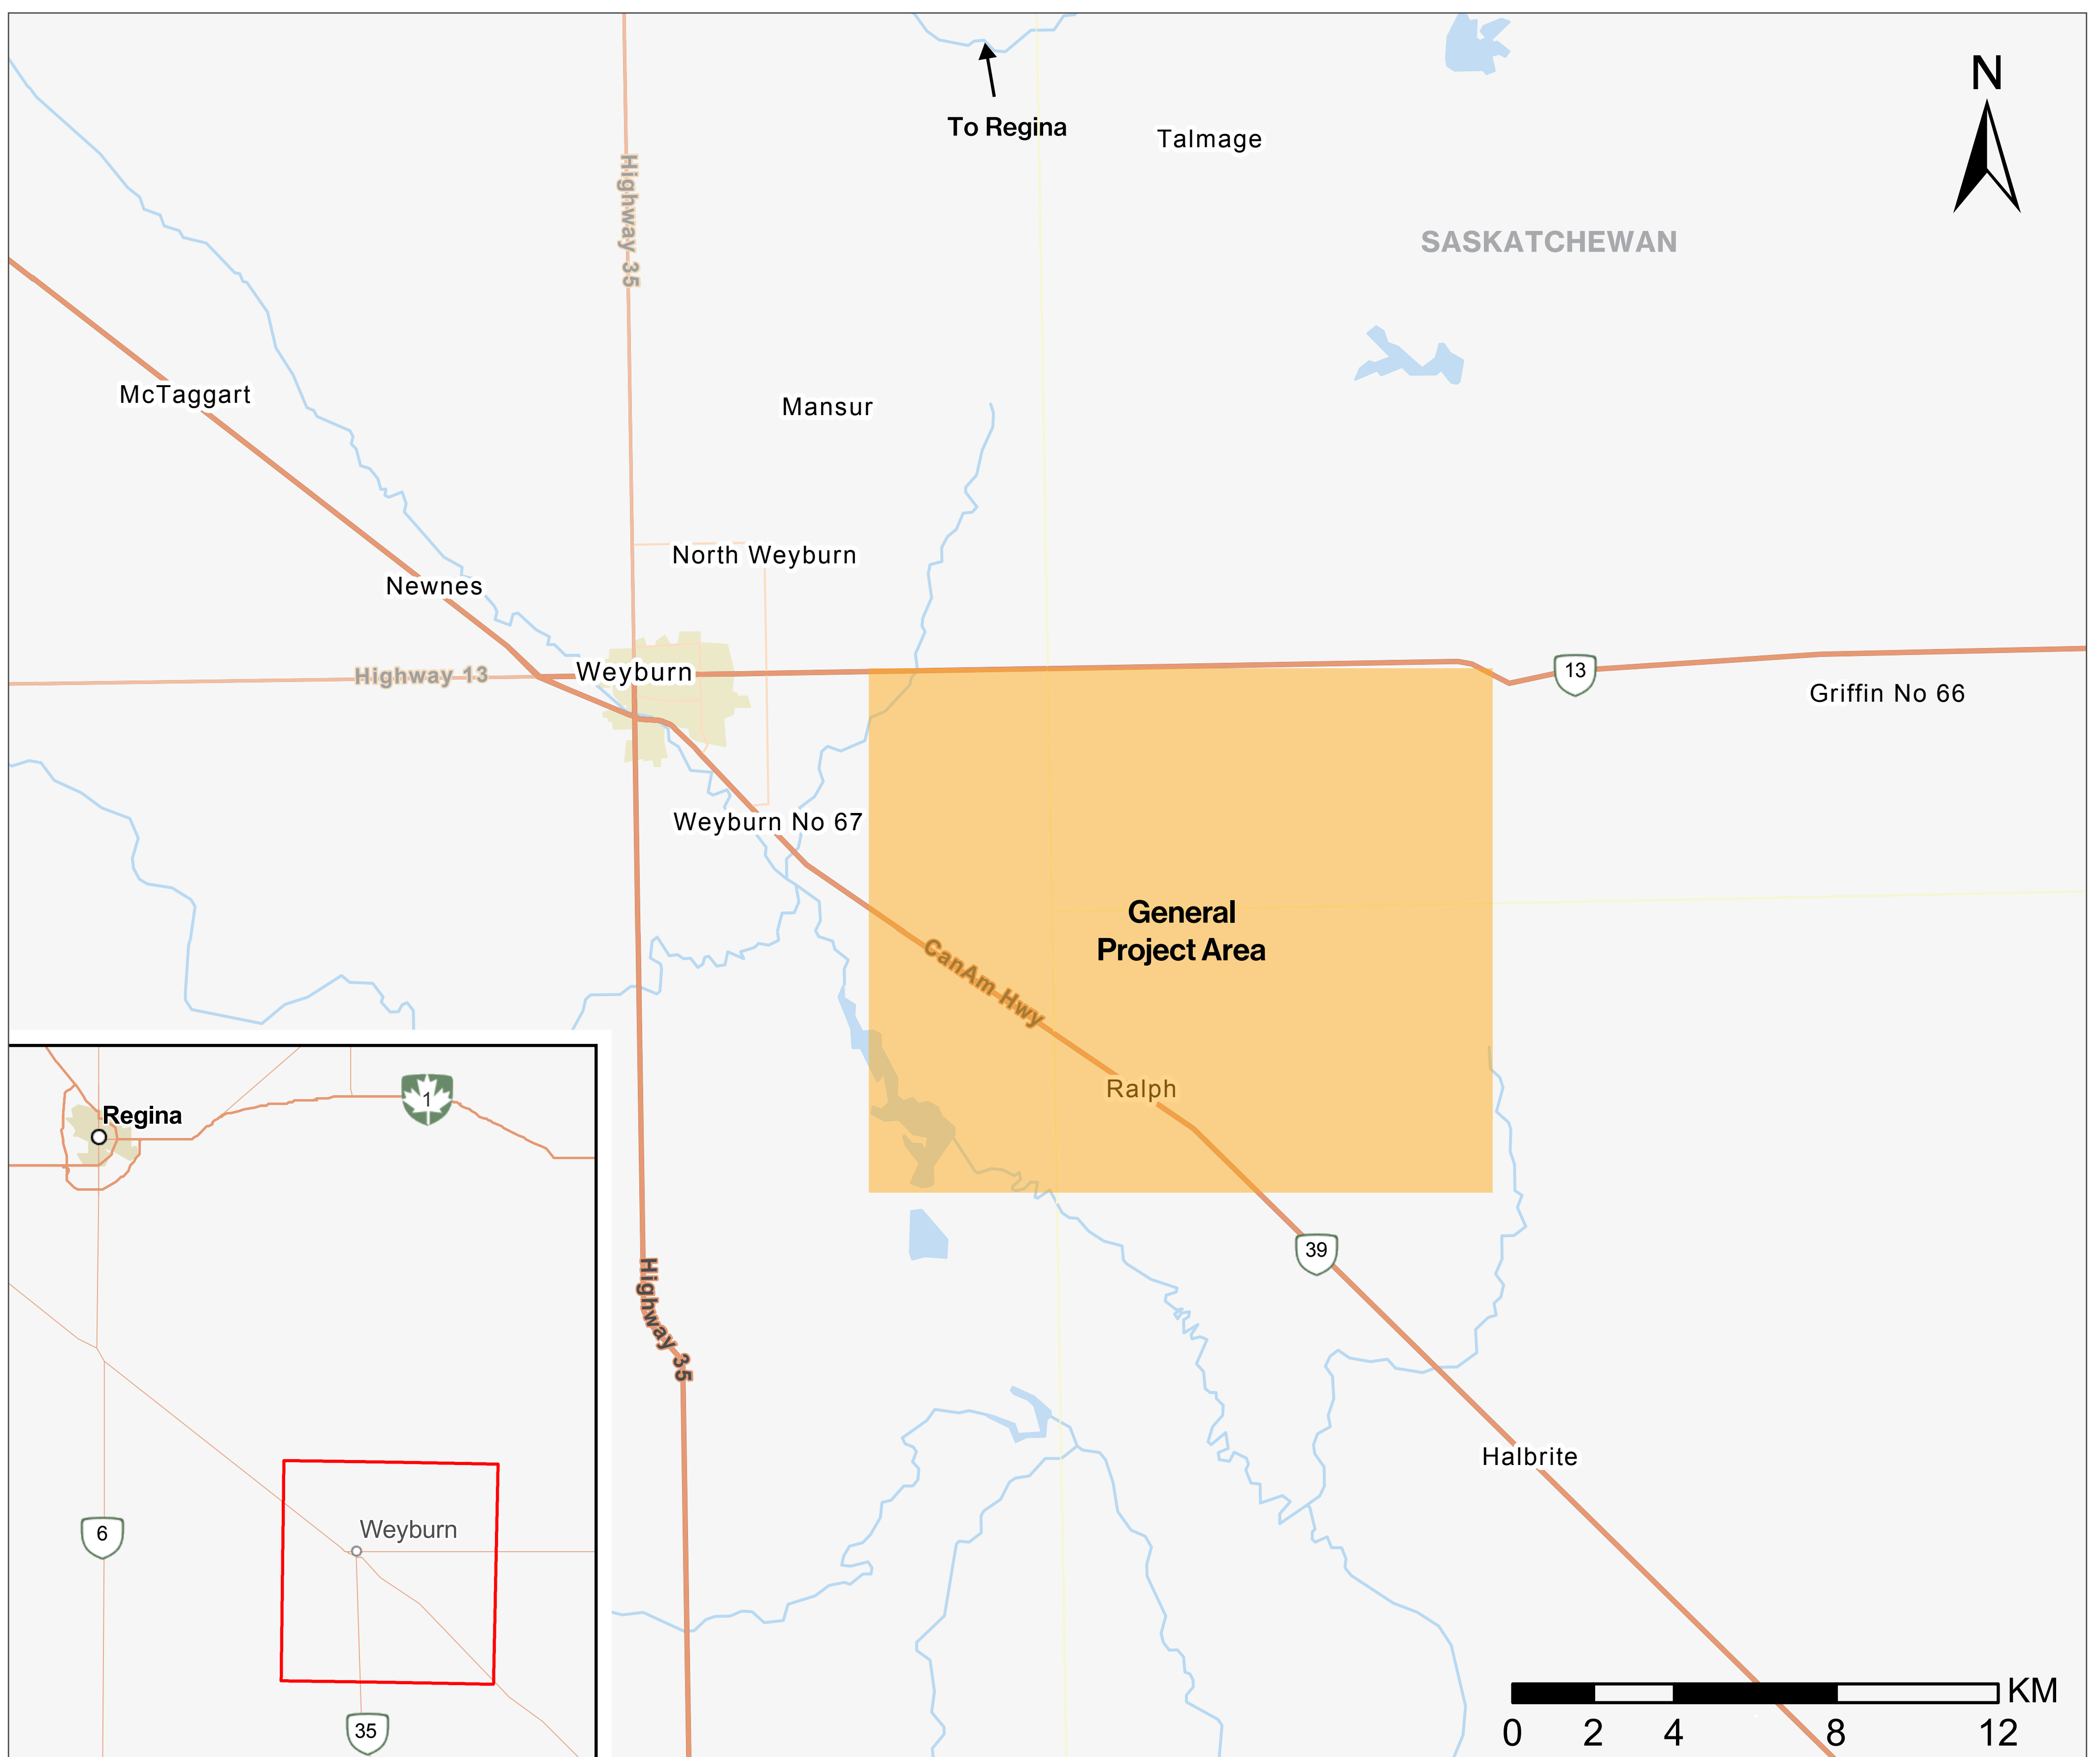 N
To Regina
Talmage
Highway 35
SASKATCHEWAN
McTaggart
Mansur
North Weyburn
Newnes
Highway 13
Weyburn
13
Griffin No 66
Weyburn No 67
General
Project Area
CanAm Hwy
Ralph
1
Regina
39
Highway 35
Halbrite
6
Weyburn
35
KM
0 2 4 8 12